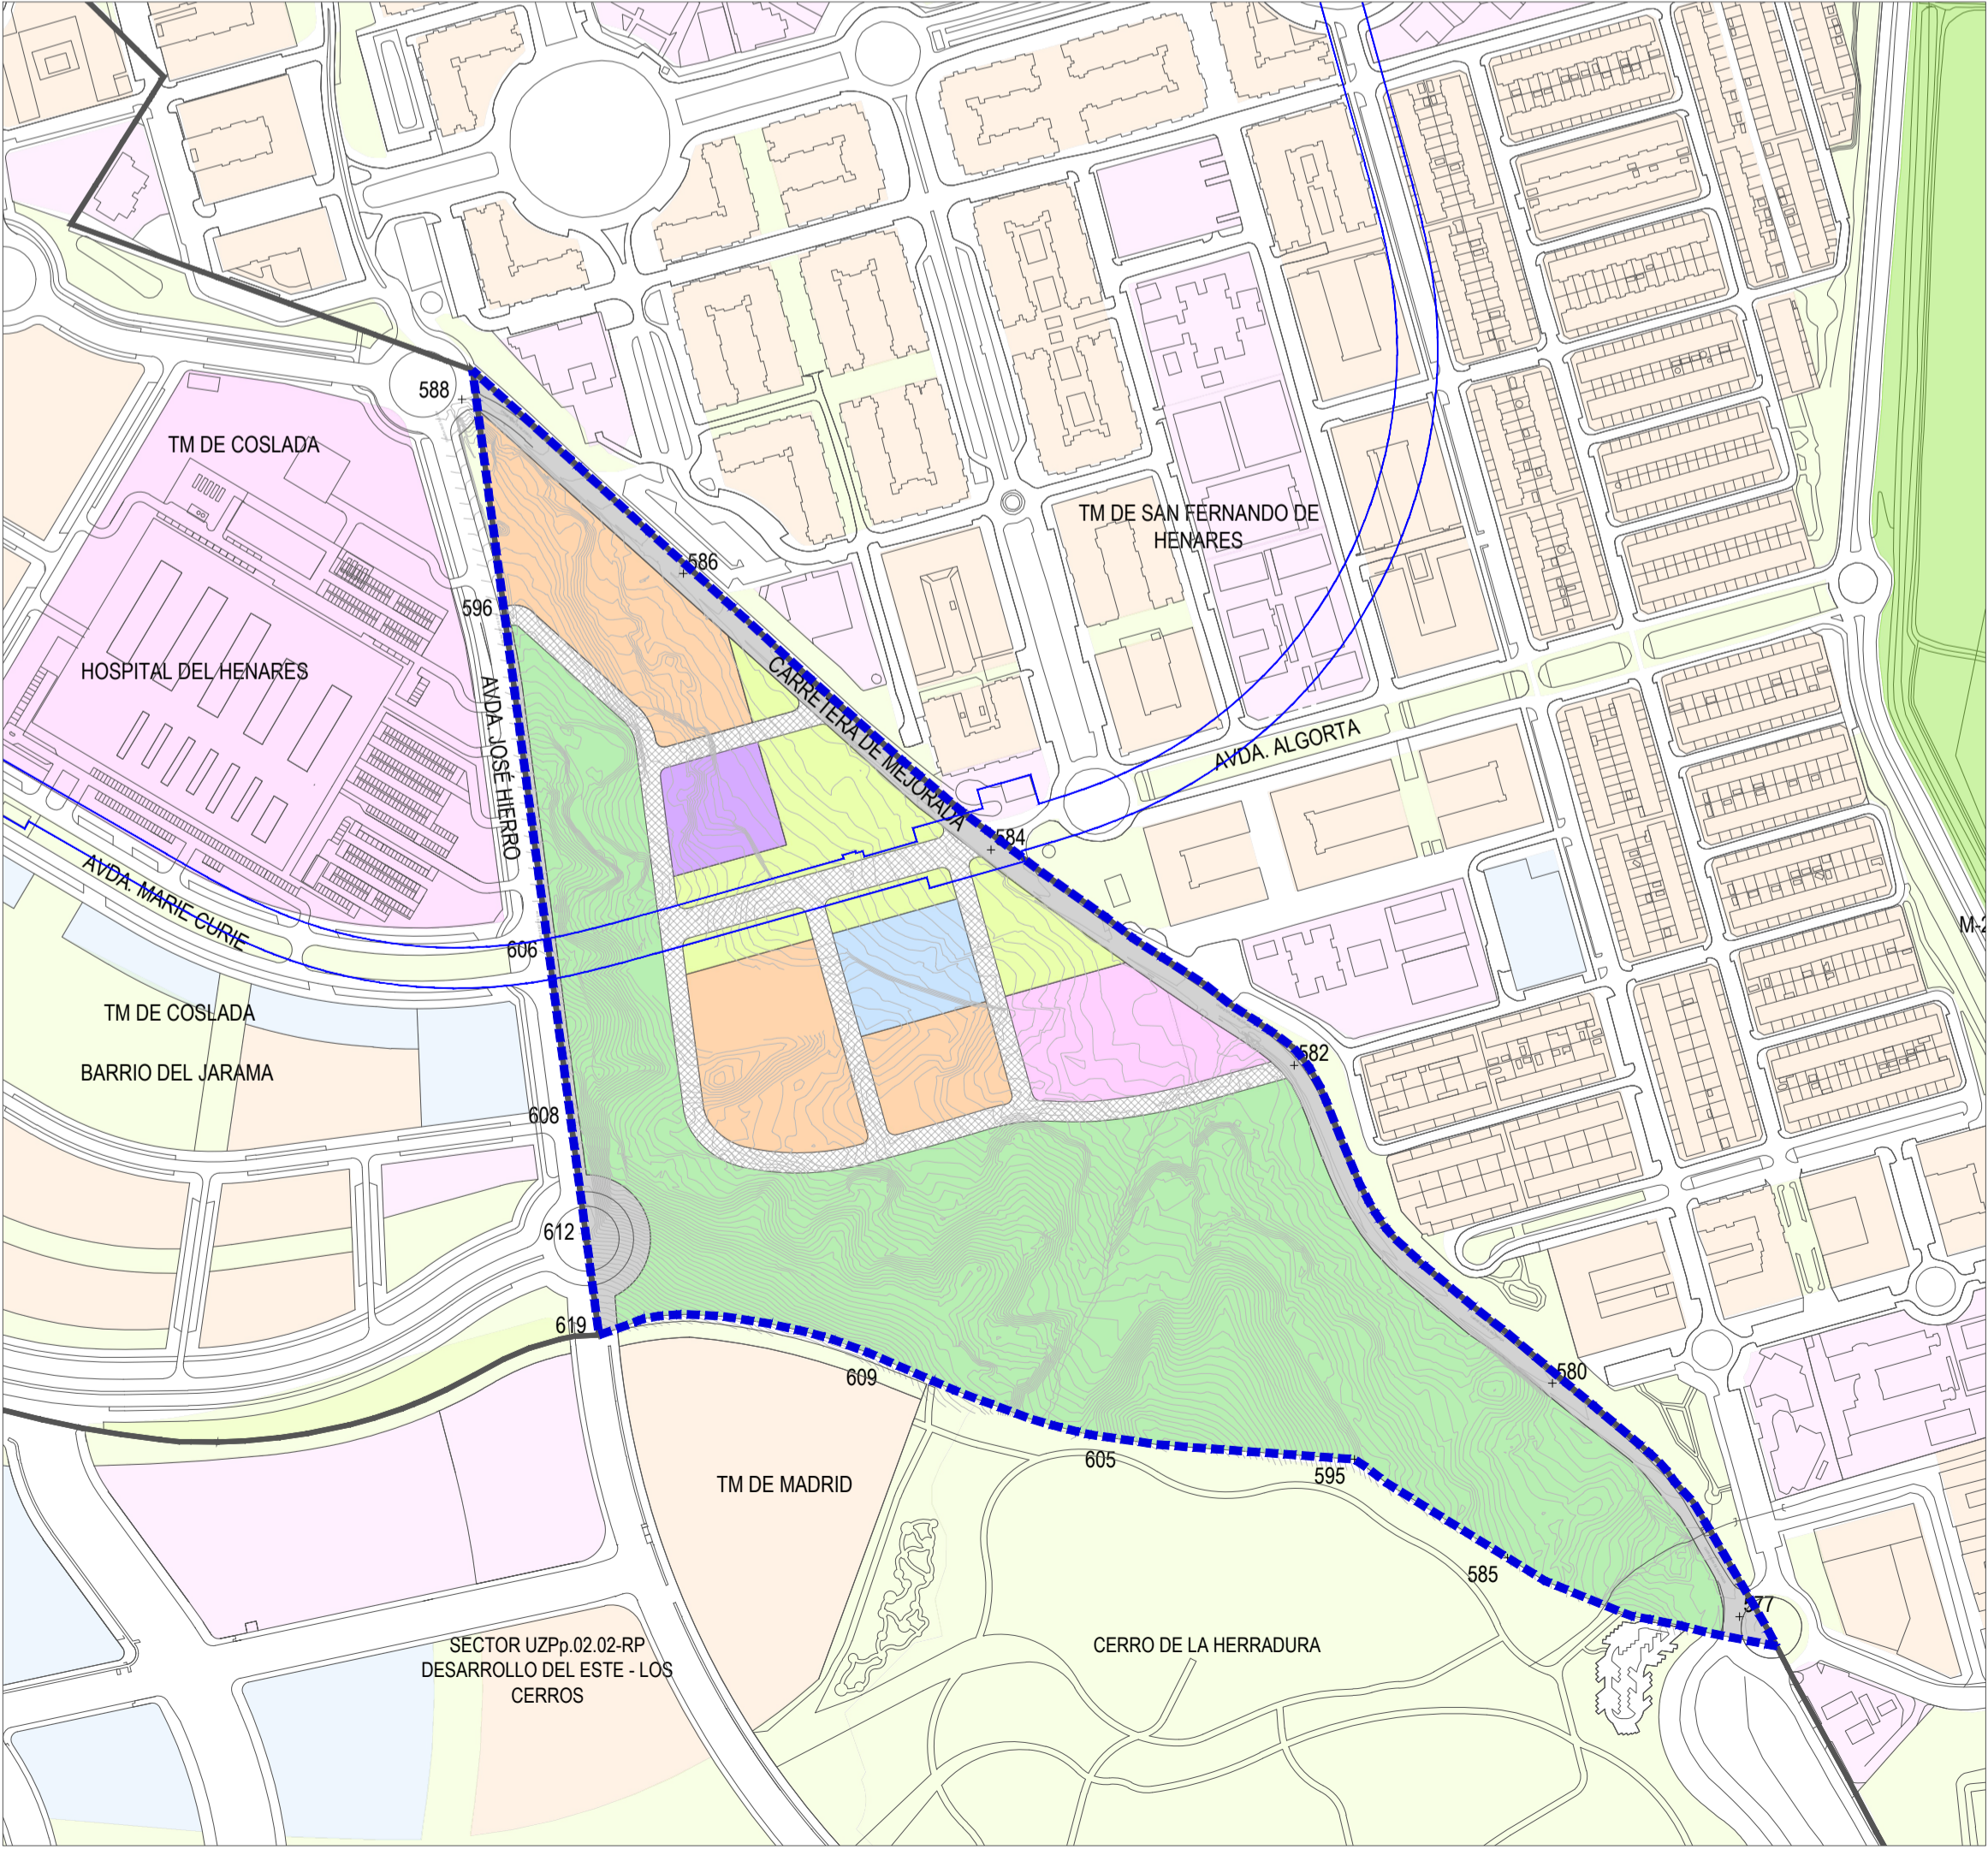 588
TM DE COSLADA
TM DE SAN FERNANDO DE
HENARES
586
596
HOSPITAL DEL HENARES
AVDA. JOSÉ HIERRO
CARRETERA DE MEJORADA
AVDA. ALGORTA
584
AVDA. MARIE CURIE
606
TM DE COSLADA
BARRIO DEL JARAMA
582
608
612
619
609
580
605
595
TM DE MADRID
585
577
SECTOR UZPp.02.02-RP
DESARROLLO DEL ESTE - LOS
CERROS
CERRO DE LA HERRADURA